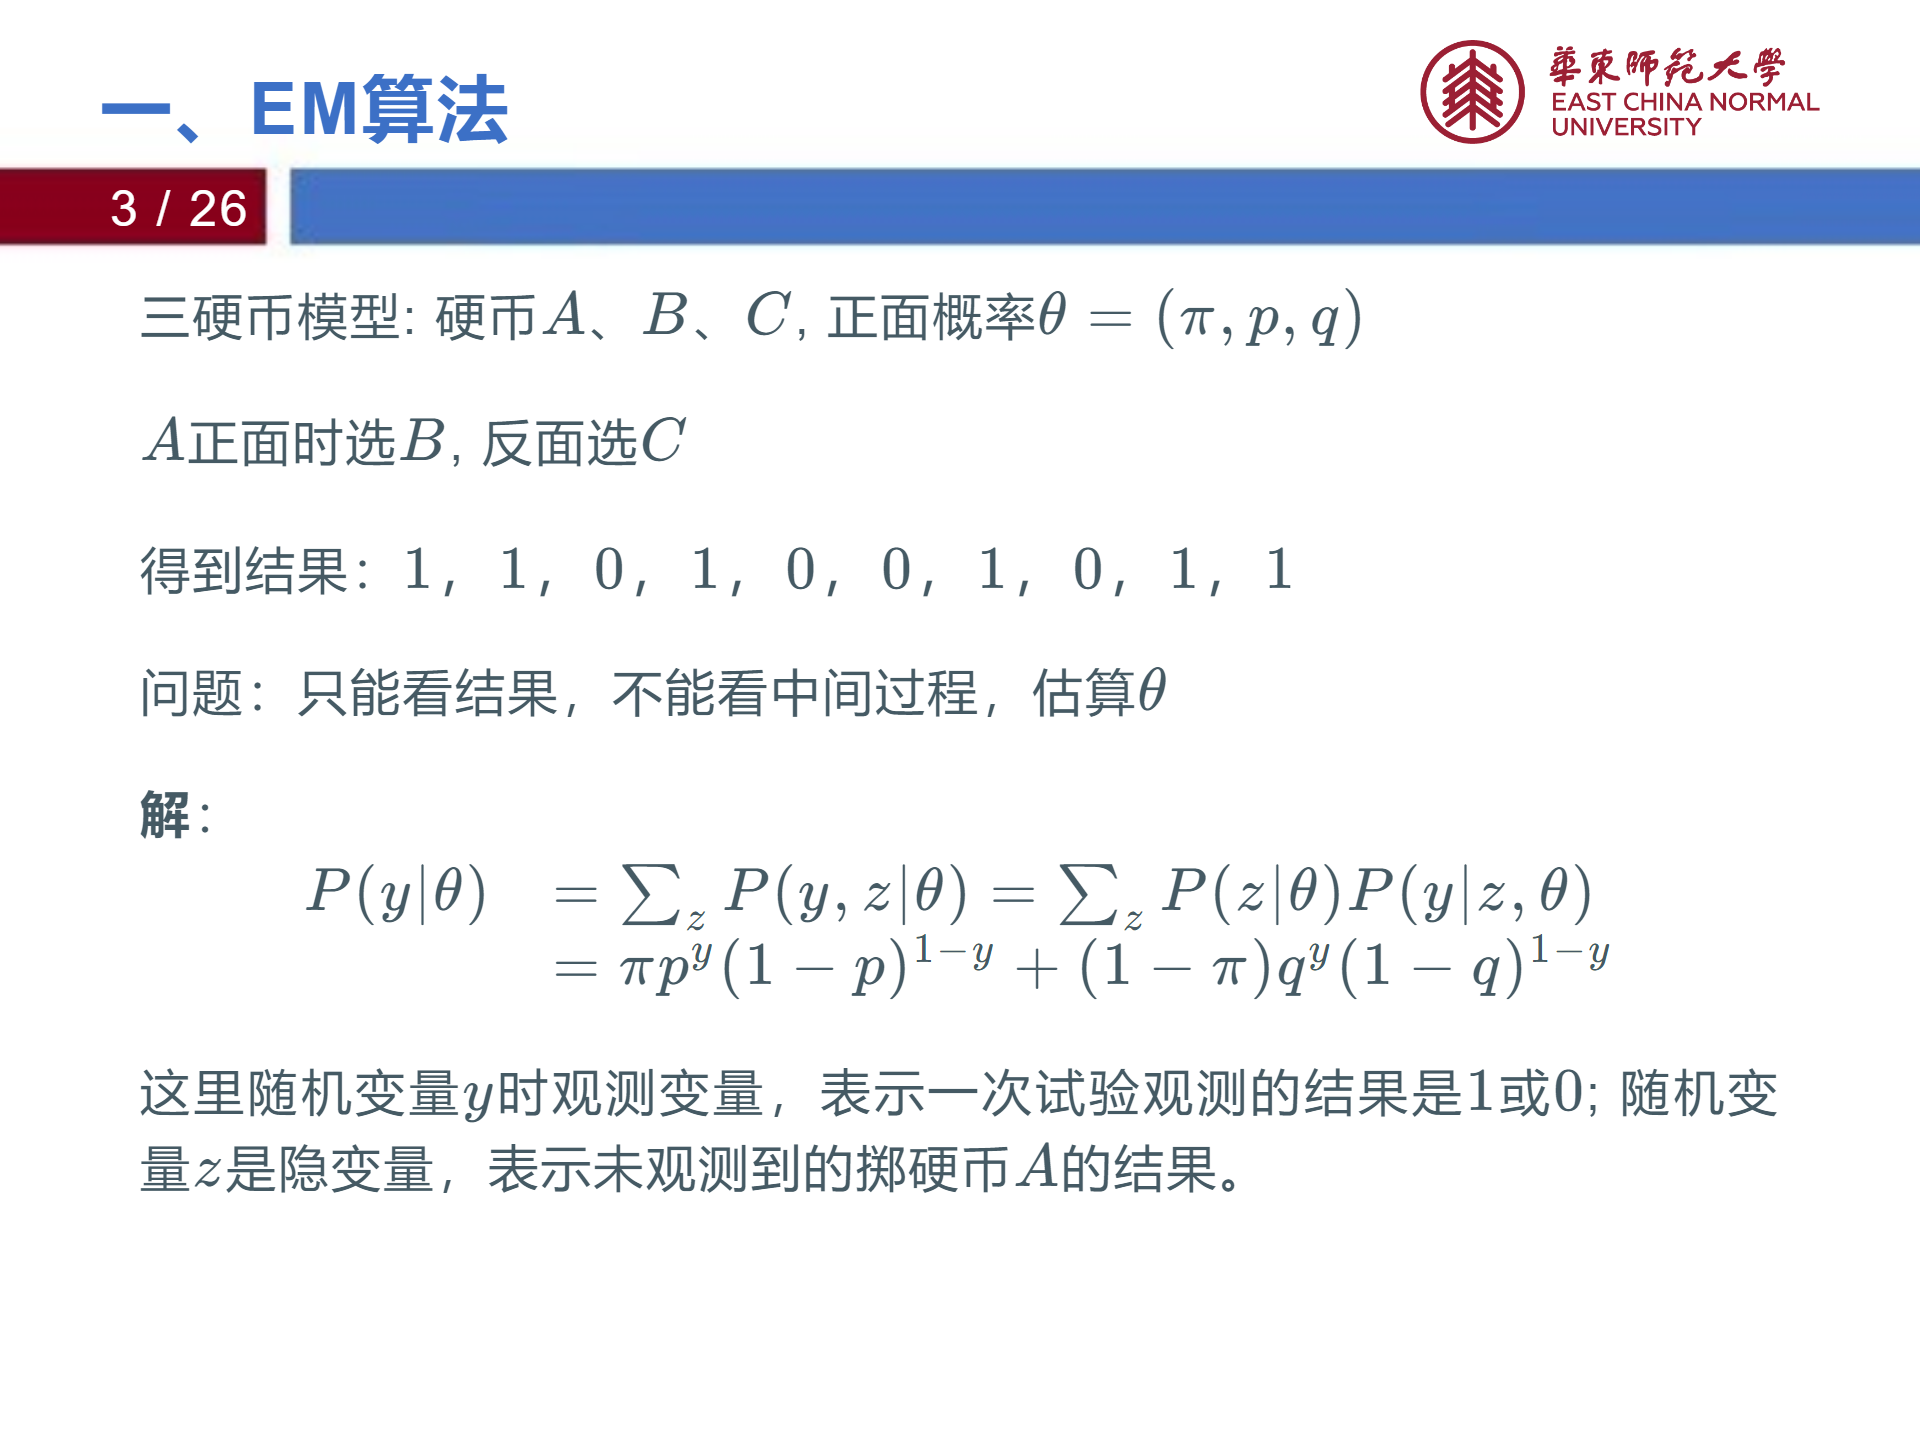 一、EM算法
華東師範大學
EAST CHINA NORMAL
UNIVERSITY
3 / 26
三硬币模型: 硬币A、B、C, 正面概率θ = (π, p, q)
A正面时选B, 反面选C
得到结果：1，1，0，1，0，0，1，0，1，1
问题：只能看结果，不能看中间过程，估算θ
解：
P(y|θ) = ∑_z P(y, z|θ) = ∑_z P(z|θ)P(y|z, θ)
= πp^y(1 − p)^{1−y} + (1 − π)q^y(1 − q)^{1−y}
这里随机变量y时观测变量，表示一次试验观测的结果是1或0; 随机变
量z是隐变量，表示未观测到的掷硬币A的结果。